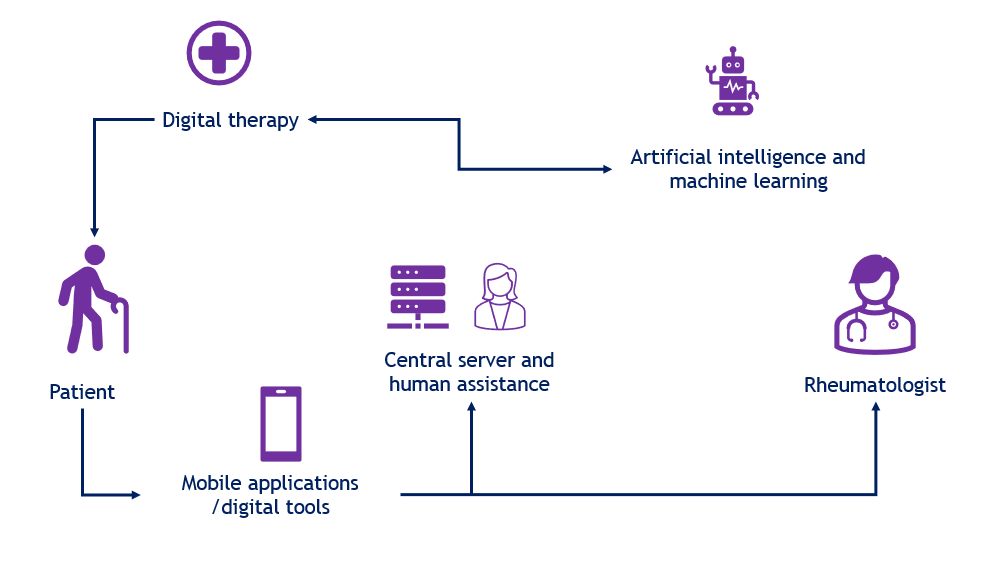 Digital therapy
Artificial intelligence and
machine learning
Central server and
human assistance
Patient
Rheumatologist
Mobile applications
/digital tools